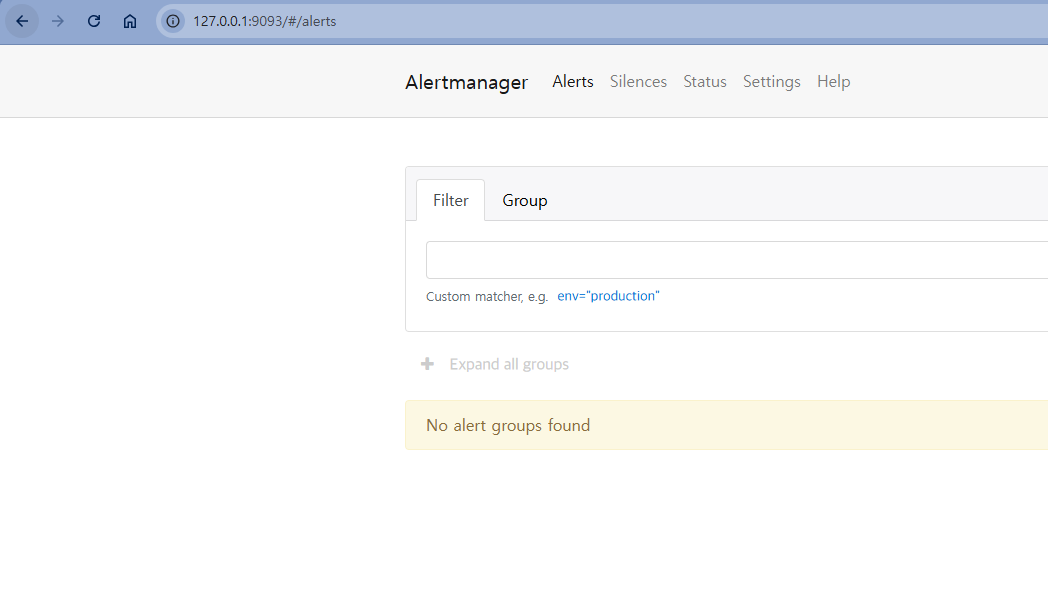 127.0.0.1:9093/#/alerts
Alertmanager Alerts Silences Status Settings Help
Filter Group
Custom matcher, e.g. env="production"
Expand all groups
No alert groups found